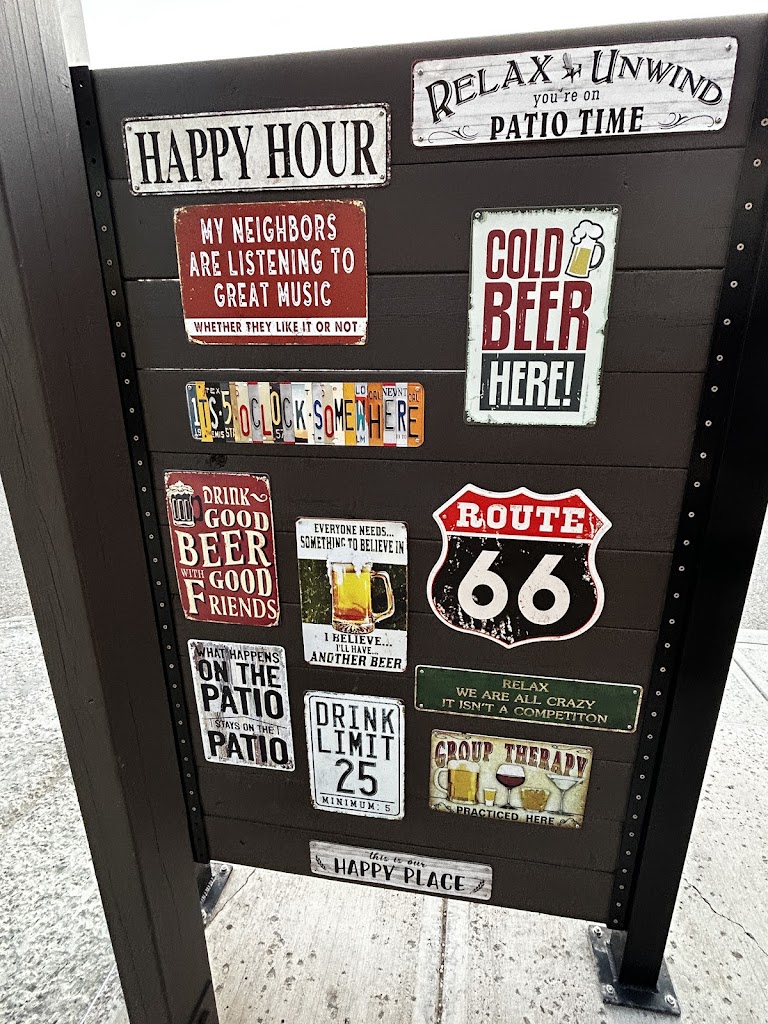 RELAX & UNWIND
you're on
PATIO TIME
HAPPY HOUR
MY NEIGHBORS
ARE LISTENING TO
GREAT MUSIC
WHETHER THEY LIKE IT OR NOT
COLD
BEER
HERE!
ITS·5·OCLOCK·SOMEWHERE
DRINK
GOOD
BEER
WITH GOOD
FRIENDS
EVERYONE NEEDS...
SOMETHING TO BELIEVE IN
I BELIEVE...
I'LL HAVE...
ANOTHER BEER
ROUTE
66
WHAT HAPPENS
ON THE
PATIO
STAYS ON THE
PATIO
DRINK
LIMIT
25
MINIMUM: 5
RELAX
WE ARE ALL CRAZY
IT ISN'T A COMPETITON
GROUP THERAPY
PRACTICED HERE
this is our
HAPPY PLACE